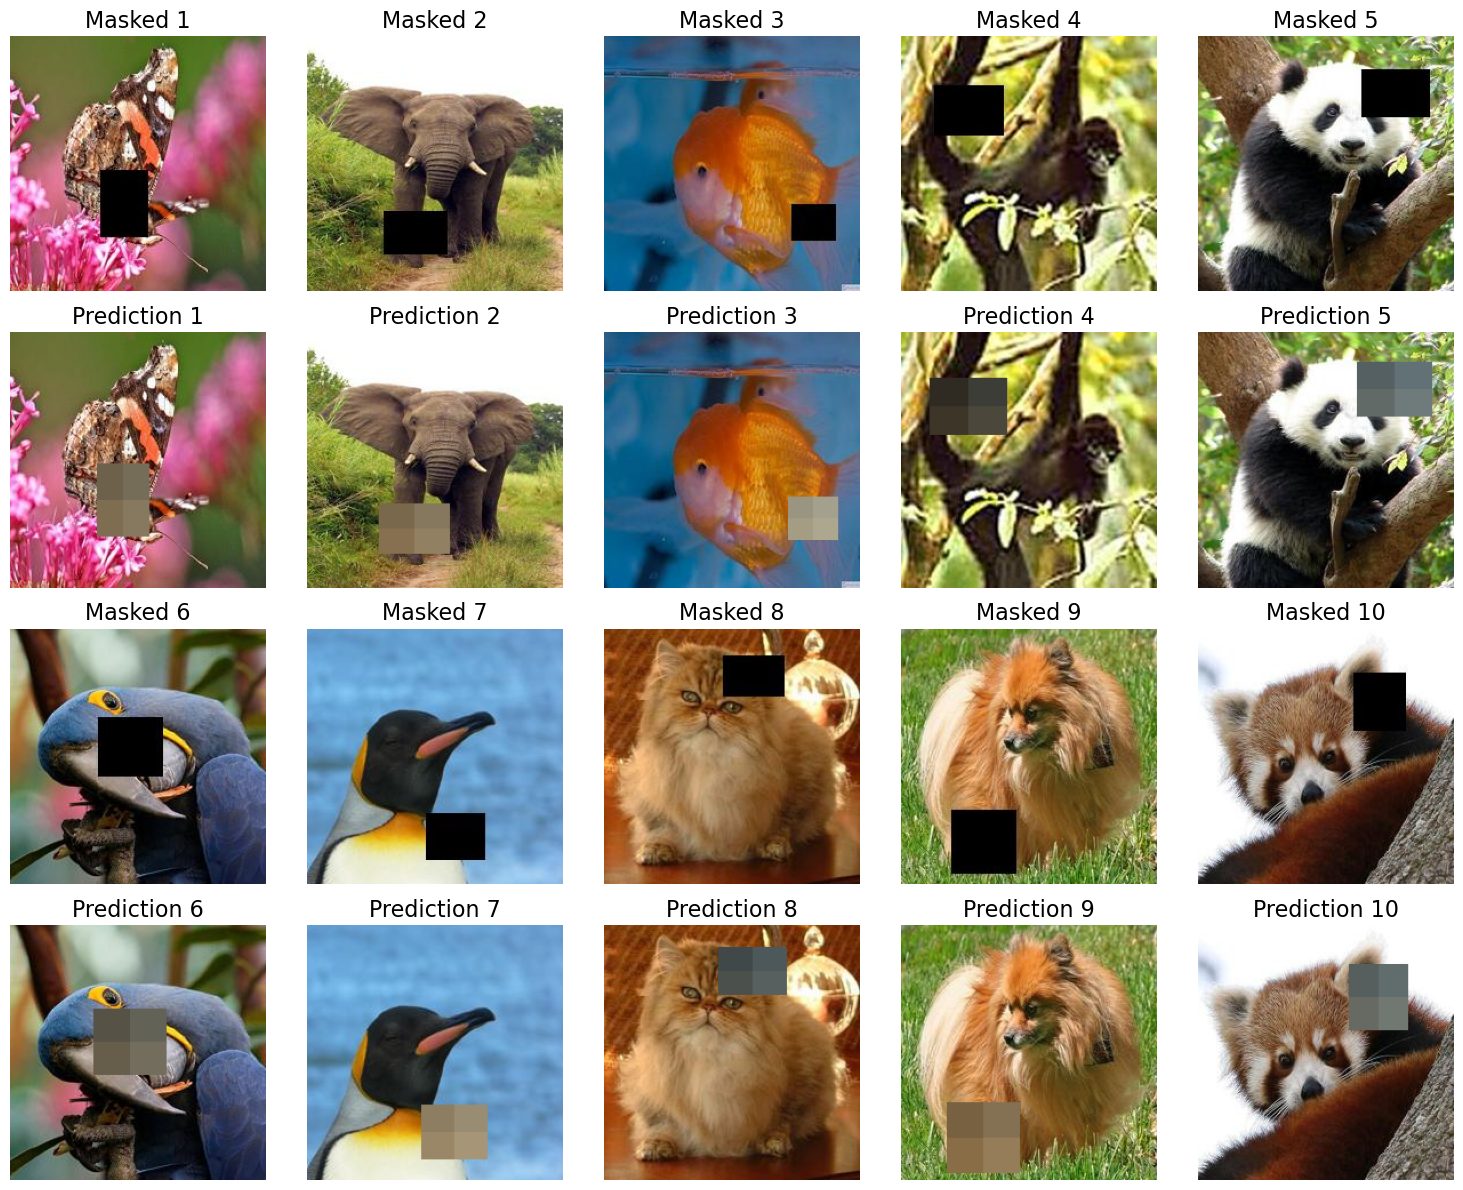 Masked 1
Masked 2
Masked 3
Masked 4
Masked 5
Prediction 1
Prediction 2
Prediction 3
Prediction 4
Prediction 5
Masked 6
Masked 7
Masked 8
Masked 9
Masked 10
Prediction 6
Prediction 7
Prediction 8
Prediction 9
Prediction 10